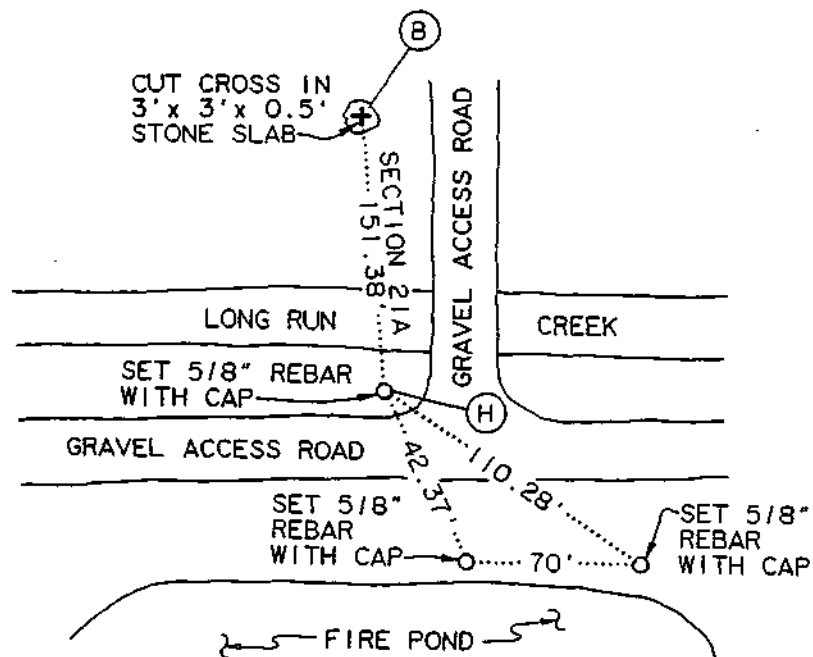 B
CUT CROSS IN
3'x 3'x 0.5'
STONE SLAB
SECTION 21A
151.38'
GRAVEL ACCESS ROAD
LONG RUN
CREEK
SET 5/8" REBAR
WITH CAP
H
GRAVEL ACCESS ROAD
42.37'
110.28'
SET 5/8"
REBAR
WITH CAP
70'
SET 5/8"
REBAR
WITH CAP
FIRE POND